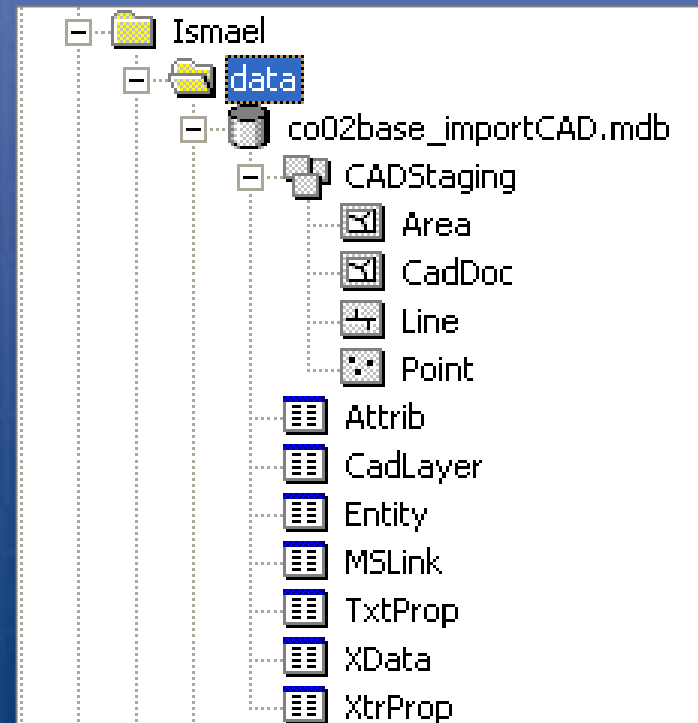 Ismael
data
co02base_importCAD.mdb
CADStaging
Area
CadDoc
Line
Point
Attrib
CadLayer
Entity
MSLink
TxtProp
XData
XtrProp